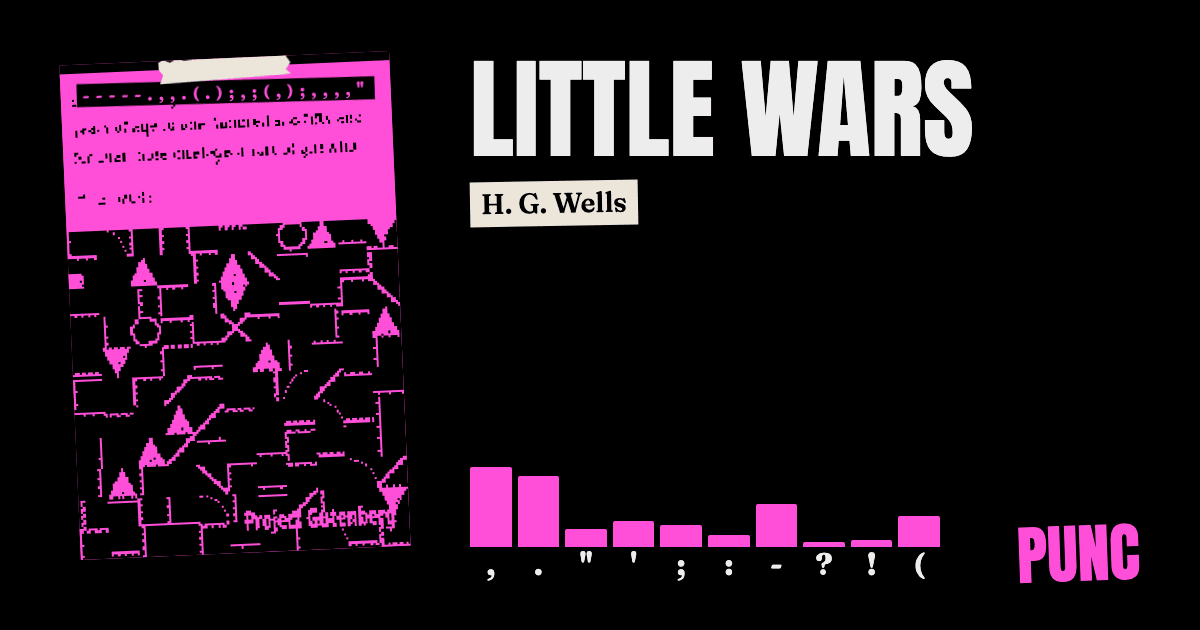 LITTLE WARS
H. G. Wells
-----.,,.(.);,;(,);,,,,"
Project Gutenberg
, . " ' ; : - ? ! (
PUNC